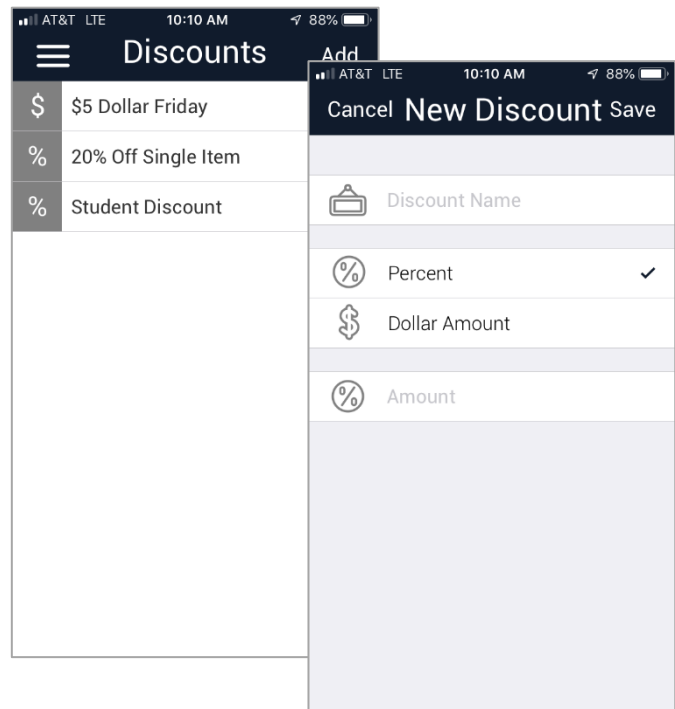 AT&T LTE 10:10 AM 88%
Discounts Add
$ $5 Dollar Friday
% 20% Off Single Item
% Student Discount
AT&T LTE 10:10 AM 88%
Cancel New Discount Save
Discount Name
% Percent
$ Dollar Amount
% Amount